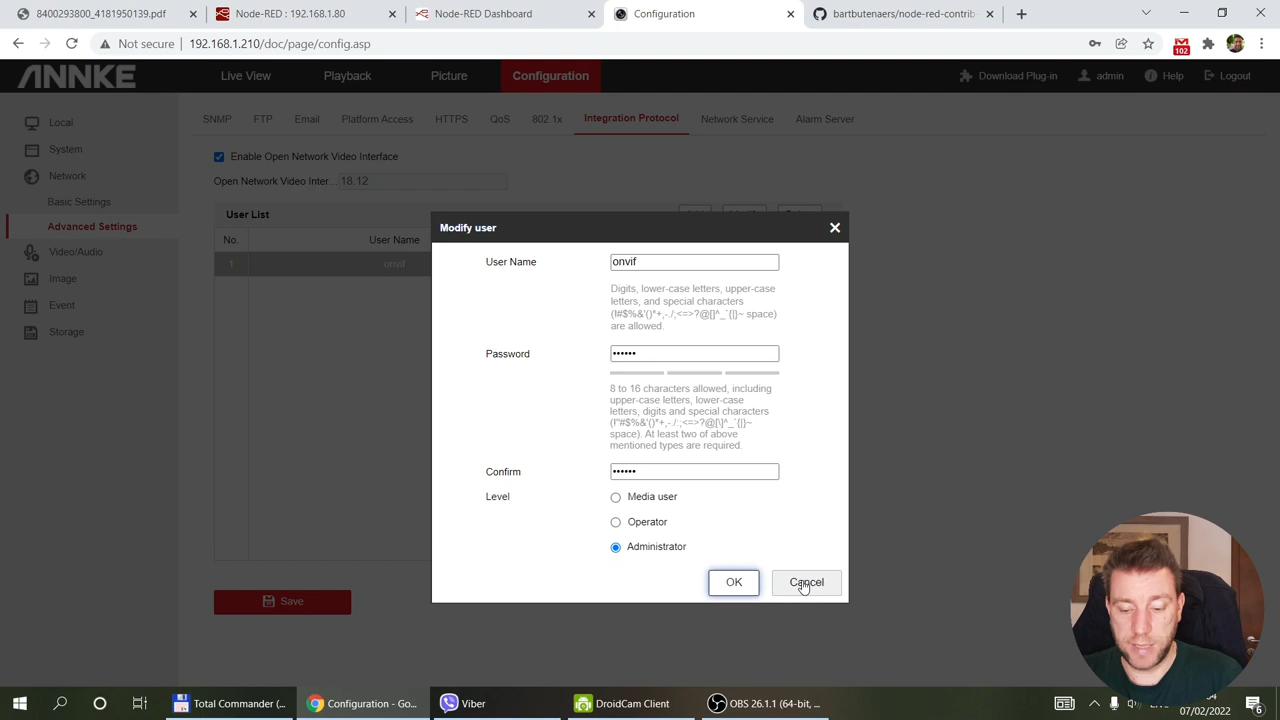 8400293800_4818950139.pdf
Node-RED : 192.168.1.80
Node-RED Dashboard
Configuration
bartbutenaers/node-red-contrib
Not secure 192.168.1.210/doc/page/config.asp
102
ANNKE
Live View
Playback
Picture
Configuration
Download Plug-in
admin
Help
Logout
Local
System
Network
Basic Settings
Advanced Settings
Video/Audio
Image
Event
Storage
SNMP FTP Email Platform Access HTTPS QoS 802.1x Integration Protocol Network Service Alarm Server
Enable Open Network Video Interface
Open Network Video Inter... 18.12
User List
No. User Name
1 onvif
Modify user
User Name onvif
Digits, lower-case letters, upper-case
letters, and special characters
(!#$%&'()*+,-./;<=>?@[]^_`{|}~ space)
are allowed.
Password ••••••
8 to 16 characters allowed, including
upper-case letters, lower-case
letters, digits and special characters
(!"#$%&'()*+,-./:;<=>?@[\]^_`{|}~
space). At least two of above
mentioned types are required.
Confirm ••••••
Level Media user
Operator
Administrator
OK Cancel
Save
Total Commander (...
Configuration - Go...
Viber
DroidCam Client
OBS 26.1.1 (64-bit, ...
07/02/2022
6